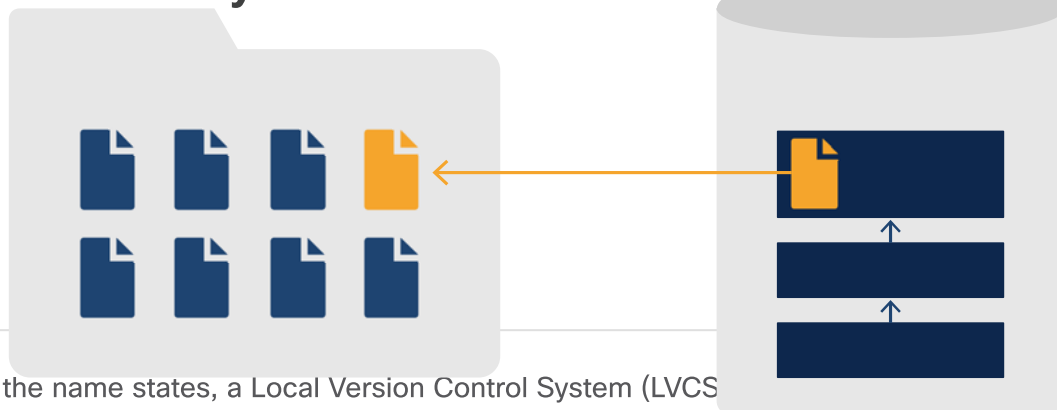 the name states, a Local Version Control System (LVCS